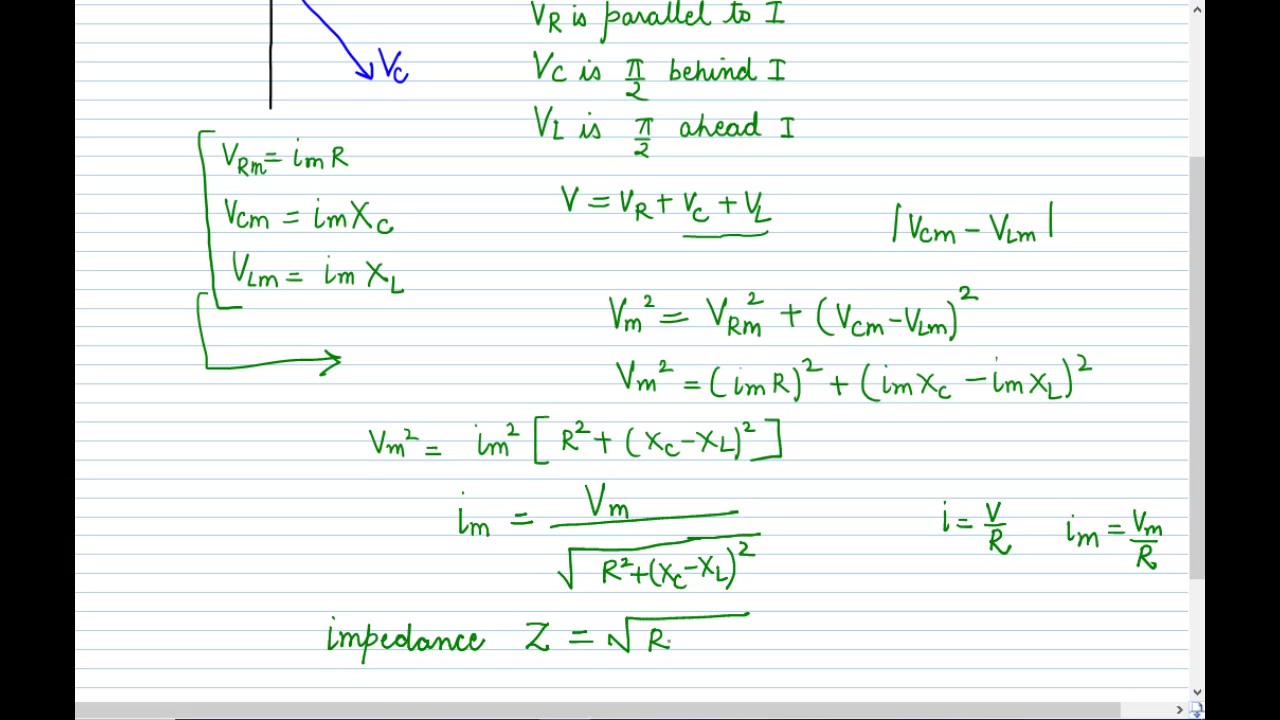 V_R is parallel to I
V_C
V_C is π/2 behind I
V_L is π/2 ahead I
V_Rm = i_m R
V_Cm = i_m X_C
V_Lm = i_m X_L
V = V_R + V_C + V_L
|V_Cm - V_Lm|
V_m² = V_Rm² + (V_Cm - V_Lm)²
V_m² = (i_m R)² + (i_m X_C - i_m X_L)²
V_m² = i_m² [R² + (X_C - X_L)²]
i_m = V_m / √(R² + (X_C - X_L)²)
i = V/R
i_m = V_m/R
impedance Z = √R